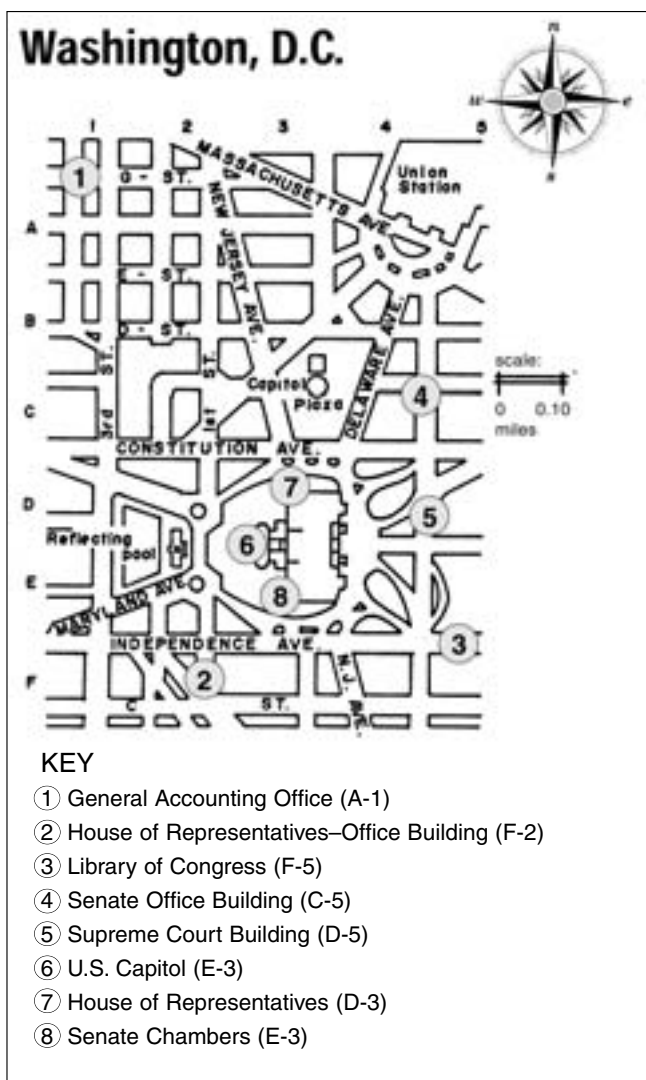 Washington, D.C.
n
w
e
s
1 2 3 4 5
A
B
C
D
E
F
MASSACHUSETTS AVE.
Union
Station
1
G - ST.
NEW JERSEY AVE.
E - ST.
D - ST.
3rd ST.
1st ST.
DELAWARE AVE.
Capitol
Plaza
scale:
0 0.10
miles
4
CONSTITUTION AVE.
7
5
Reflecting
pool
6
8
MARYLAND AVE.
INDEPENDENCE AVE.
3
2
N.J. AVE.
C ST.
KEY
1 General Accounting Office (A-1)
2 House of Representatives–Office Building (F-2)
3 Library of Congress (F-5)
4 Senate Office Building (C-5)
5 Supreme Court Building (D-5)
6 U.S. Capitol (E-3)
7 House of Representatives (D-3)
8 Senate Chambers (E-3)